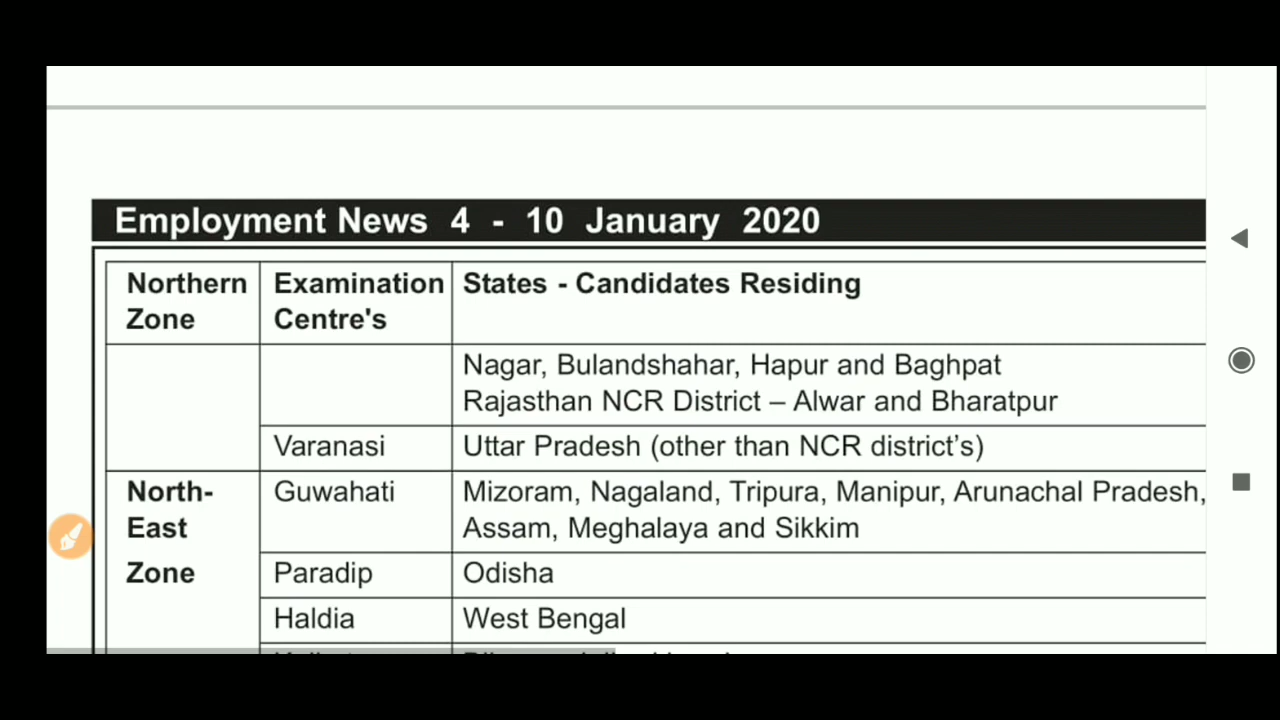 Employment News 4 - 10 January 2020
Northern Zone
Examination Centre's
States - Candidates Residing
Nagar, Bulandshahar, Hapur and Baghpat
Rajasthan NCR District – Alwar and Bharatpur
Varanasi
Uttar Pradesh (other than NCR district's)
North-
East
Zone
Guwahati
Mizoram, Nagaland, Tripura, Manipur, Arunachal Pradesh,
Assam, Meghalaya and Sikkim
Paradip
Odisha
Haldia
West Bengal